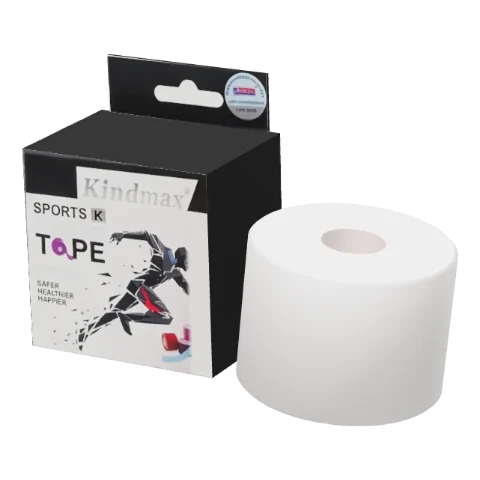 Kindmax®
SPORTS K
TAPE
SAFER
HEALTHIER
HAPPIER